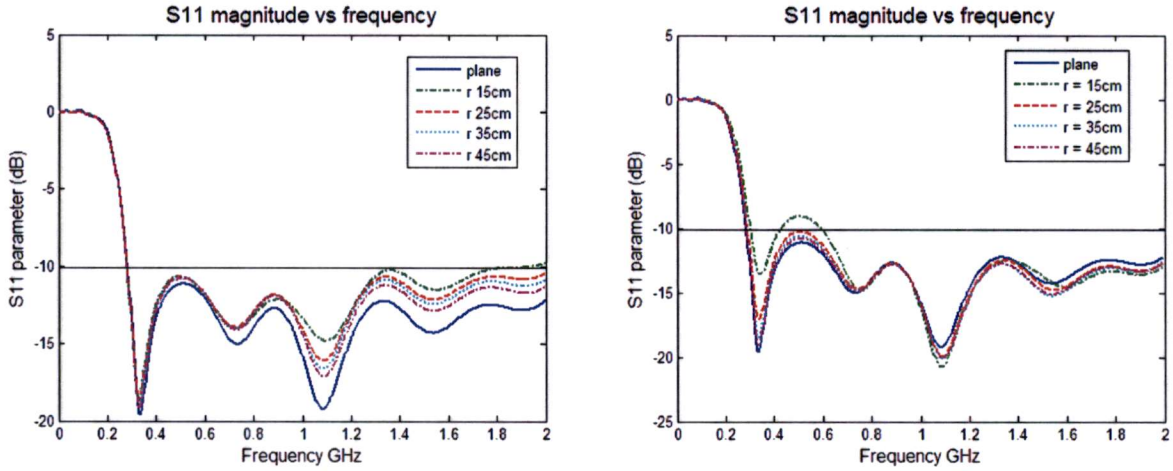 S11 magnitude vs frequency
5
0
-5
-10
-15
-20
S11 parameter (dB)
0 0.2 0.4 0.6 0.8 1 1.2 1.4 1.6 1.8 2
Frequency GHz
plane
r 15cm
r 25cm
r 35cm
r 45cm
S11 magnitude vs frequency
5
0
-5
-10
-15
-20
-25
S11 parameter (dB)
0 0.2 0.4 0.6 0.8 1 1.2 1.4 1.6 1.8 2
Frequency GHz
plane
r = 15cm
r = 25cm
r = 35cm
r = 45cm